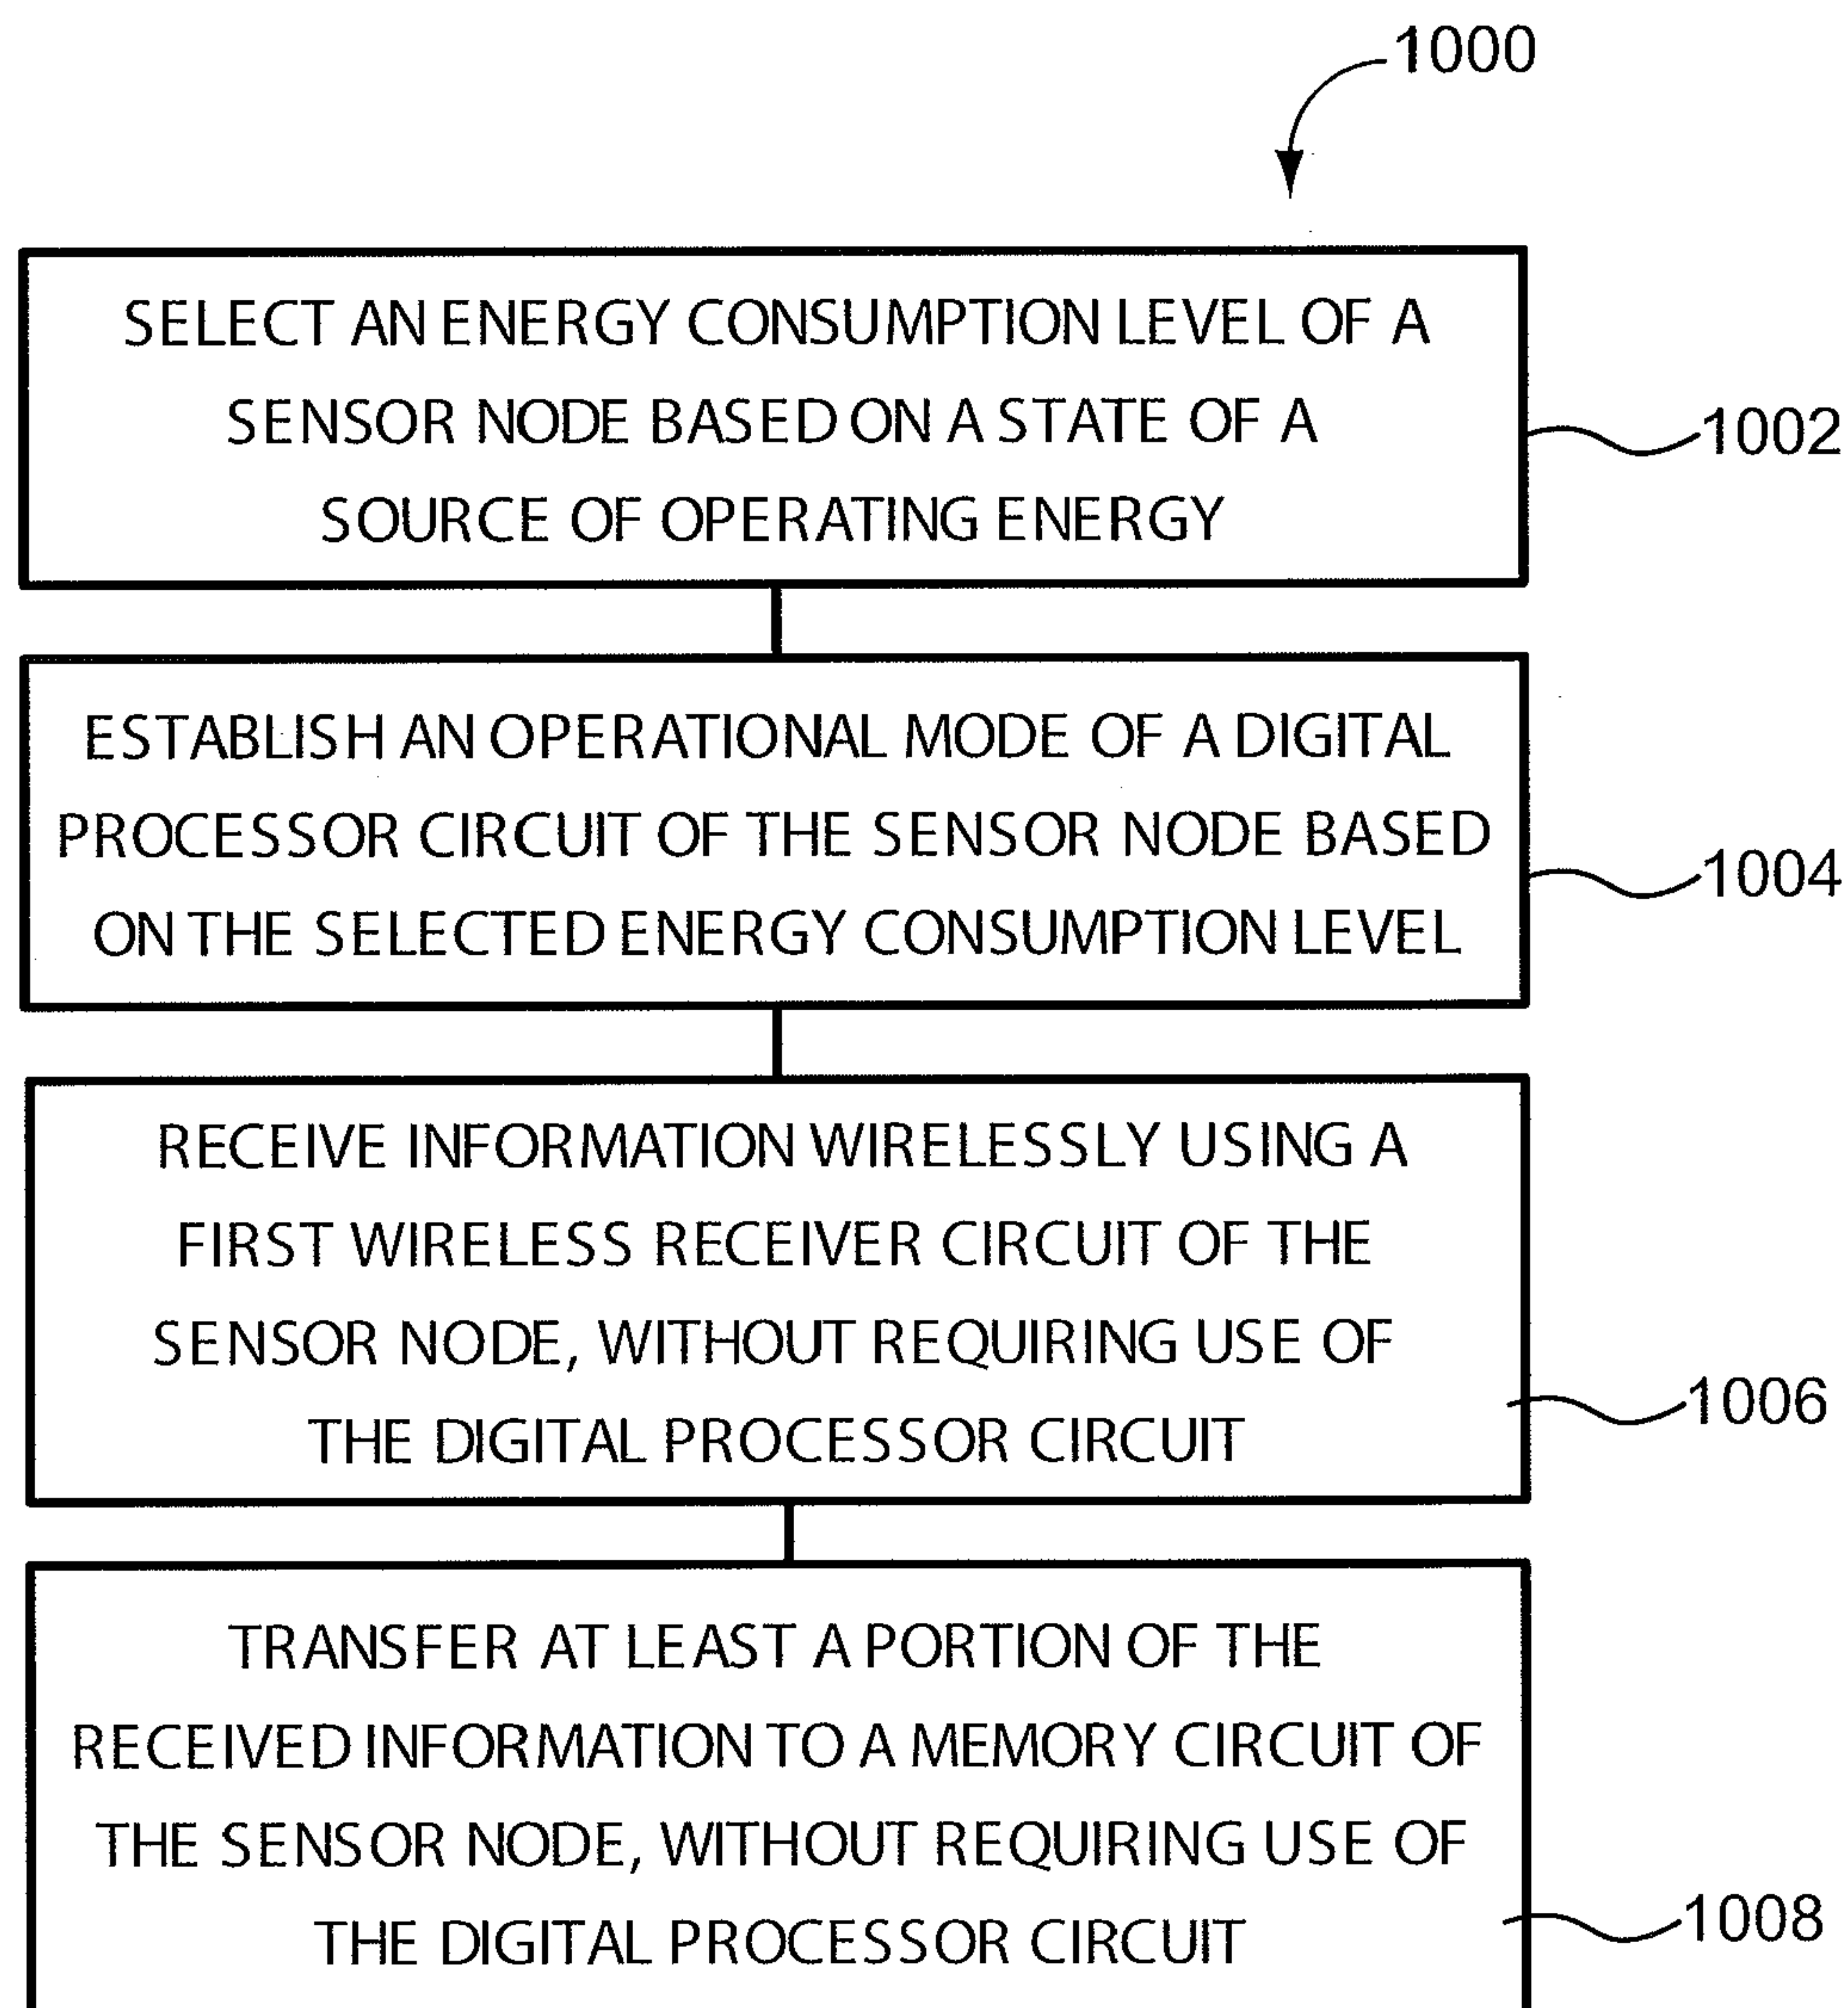 1000
SELECT AN ENERGY CONSUMPTION LEVEL OF A
SENSOR NODE BASED ON A STATE OF A
SOURCE OF OPERATING ENERGY
1002
ESTABLISH AN OPERATIONAL MODE OF A DIGITAL
PROCESSOR CIRCUIT OF THE SENSOR NODE BASED
ON THE SELECTED ENERGY CONSUMPTION LEVEL
1004
RECEIVE INFORMATION WIRELESSLY USING A
FIRST WIRELESS RECEIVER CIRCUIT OF THE
SENSOR NODE, WITHOUT REQUIRING USE OF
THE DIGITAL PROCESSOR CIRCUIT
1006
TRANSFER AT LEAST A PORTION OF THE
RECEIVED INFORMATION TO A MEMORY CIRCUIT OF
THE SENSOR NODE, WITHOUT REQUIRING USE OF
THE DIGITAL PROCESSOR CIRCUIT
1008